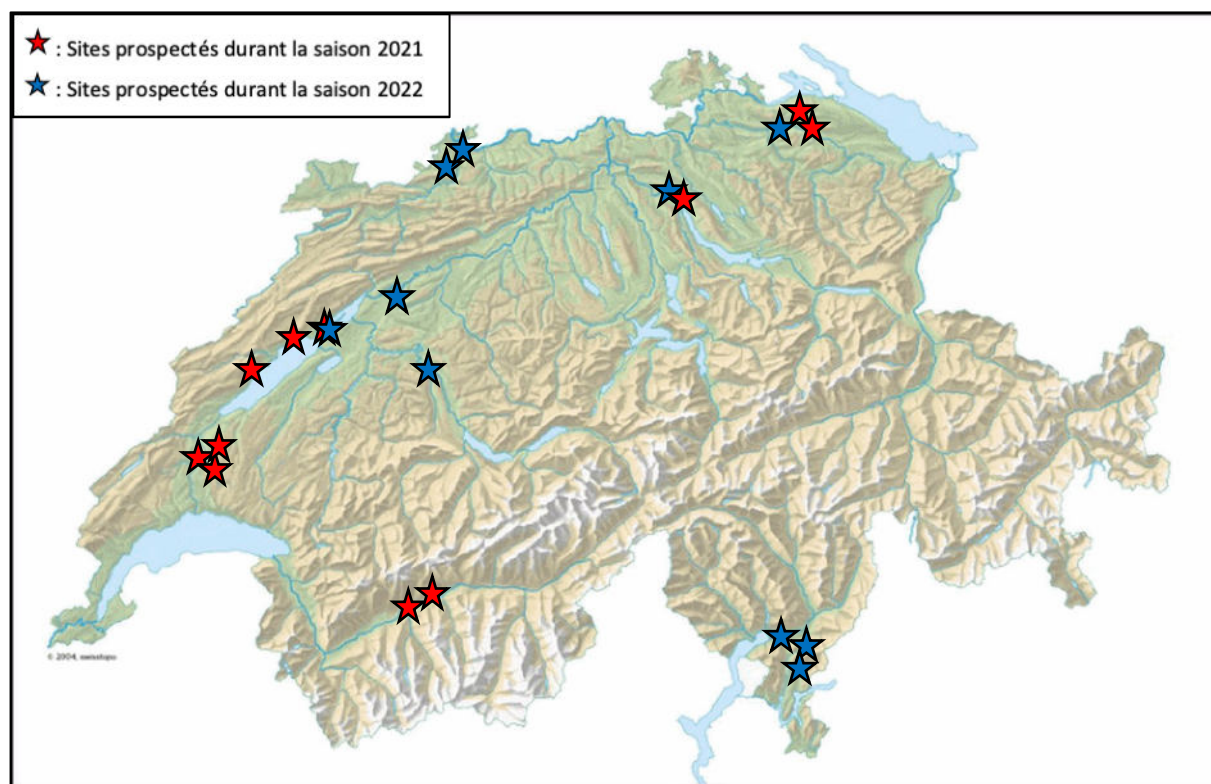 : Sites prospectés durant la saison 2021
: Sites prospectés durant la saison 2022
© 2004, swisstopo